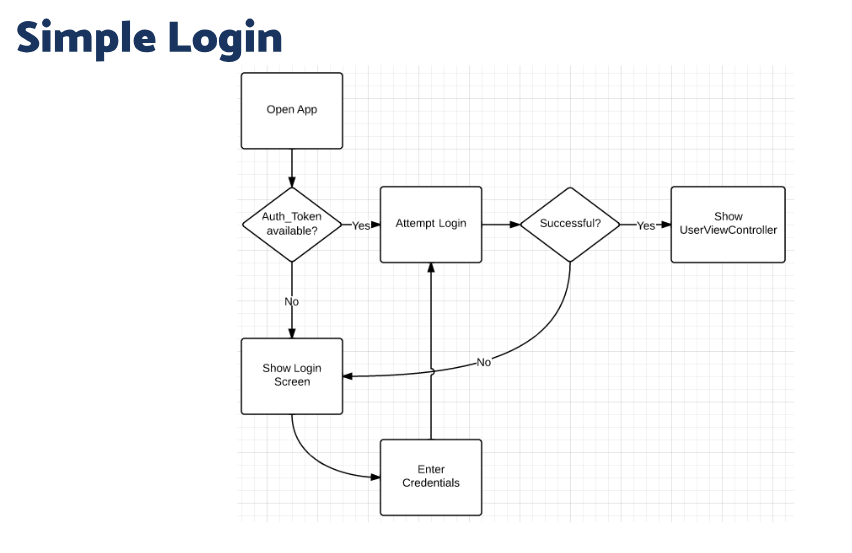 Simple Login
Open App
Auth_Token
available?
Yes
Attempt Login
Successful?
Yes
Show
UserViewController
No
Show Login
Screen
No
Enter
Credentials